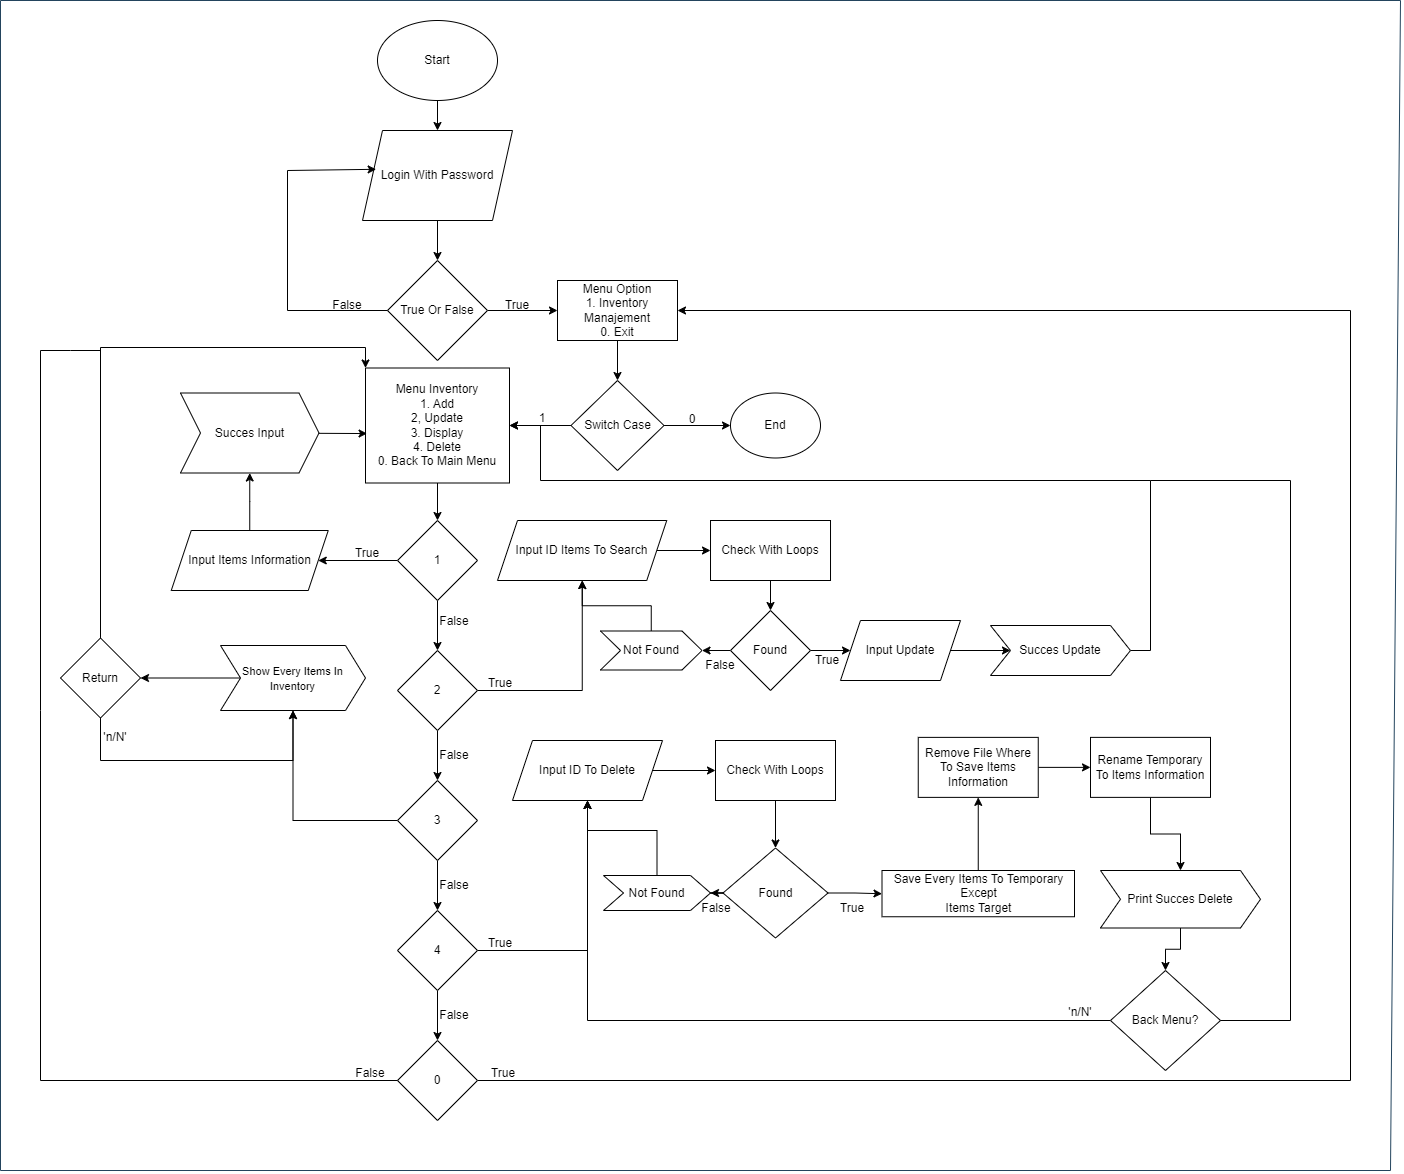 Start
Login With Password
True Or False
False
True
Menu Option
1. Inventory
Manajement
0. Exit
Switch Case
1
0
End
Menu Inventory
1. Add
2, Update
3. Display
4. Delete
0. Back To Main Menu
Succes Input
Input Items Information
True
1
False
Input ID Items To Search
Check With Loops
Not Found
False
Found
True
Input Update
Succes Update
Return
'n/N'
Show Every Items In
Inventory
2
True
False
3
False
Input ID To Delete
Check With Loops
Not Found
False
Found
True
Save Every Items To Temporary
Except
Items Target
Remove File Where
To Save Items
Information
Rename Temporary
To Items Information
Print Succes Delete
Back Menu?
'n/N'
4
True
False
0
False
True